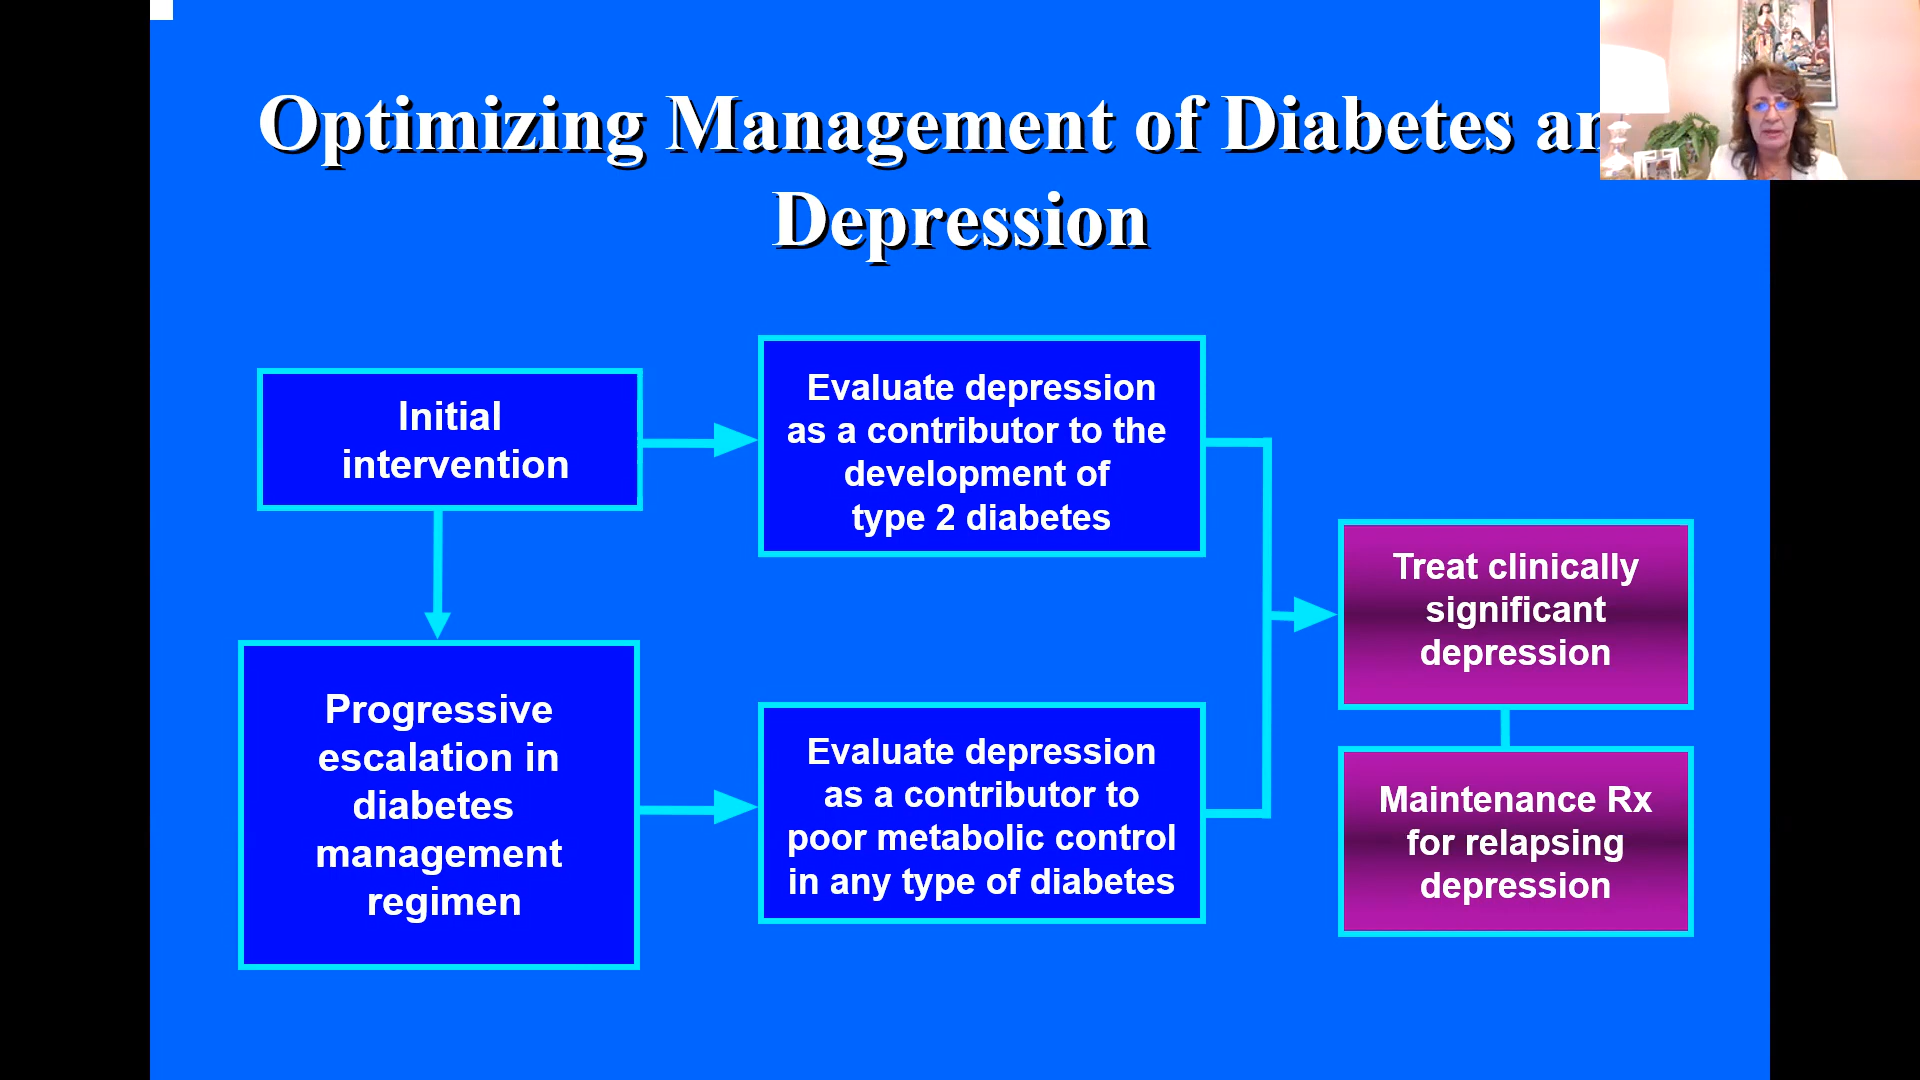 Optimizing Management of Diabetes
Depression
Initial
intervention
Evaluate depression
as a contributor to the
development of
type 2 diabetes
Progressive
escalation in
diabetes
management
regimen
Evaluate depression
as a contributor to
poor metabolic control
in any type of diabetes
Treat clinically
significant
depression
Maintenance Rx
for relapsing
depression